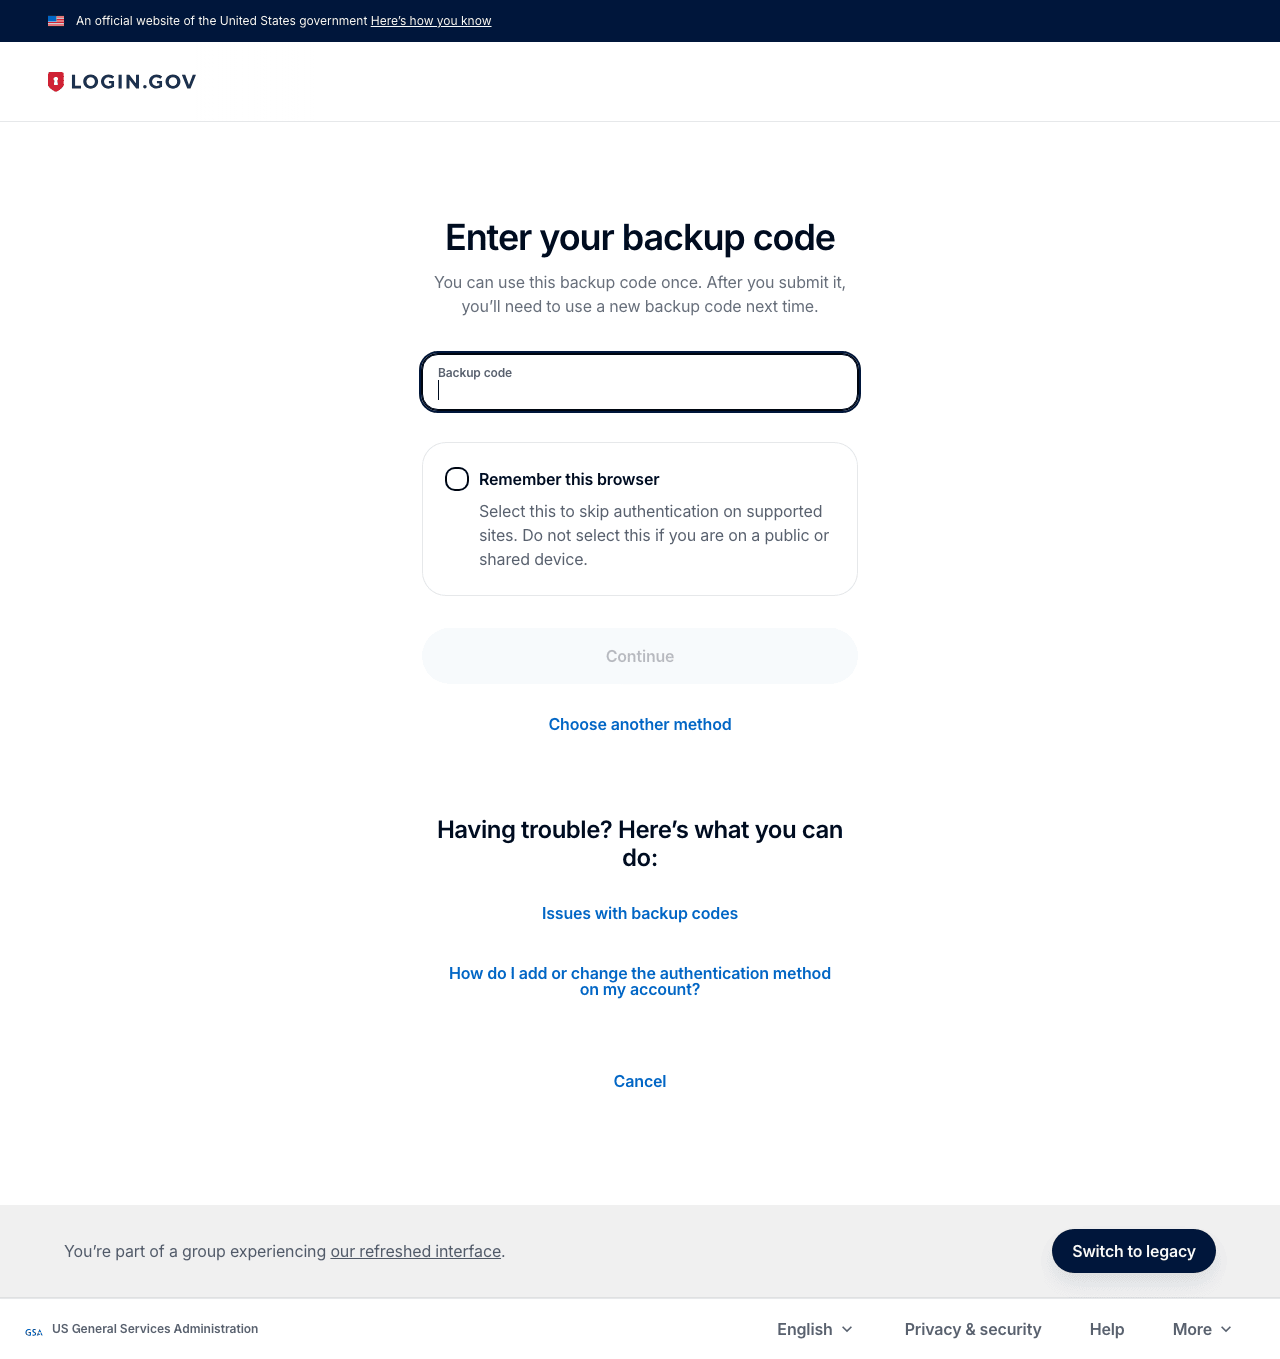 An official website of the United States government Here’s how you know
LOGIN.GOV
Enter your backup code
You can use this backup code once. After you submit it,
you’ll need to use a new backup code next time.
Backup code
Remember this browser
Select this to skip authentication on supported
sites. Do not select this if you are on a public or
shared device.
Continue
Choose another method
Having trouble? Here’s what you can
do:
Issues with backup codes
How do I add or change the authentication method
on my account?
Cancel
You’re part of a group experiencing our refreshed interface.
Switch to legacy
GSA US General Services Administration
English
Privacy & security
Help
More